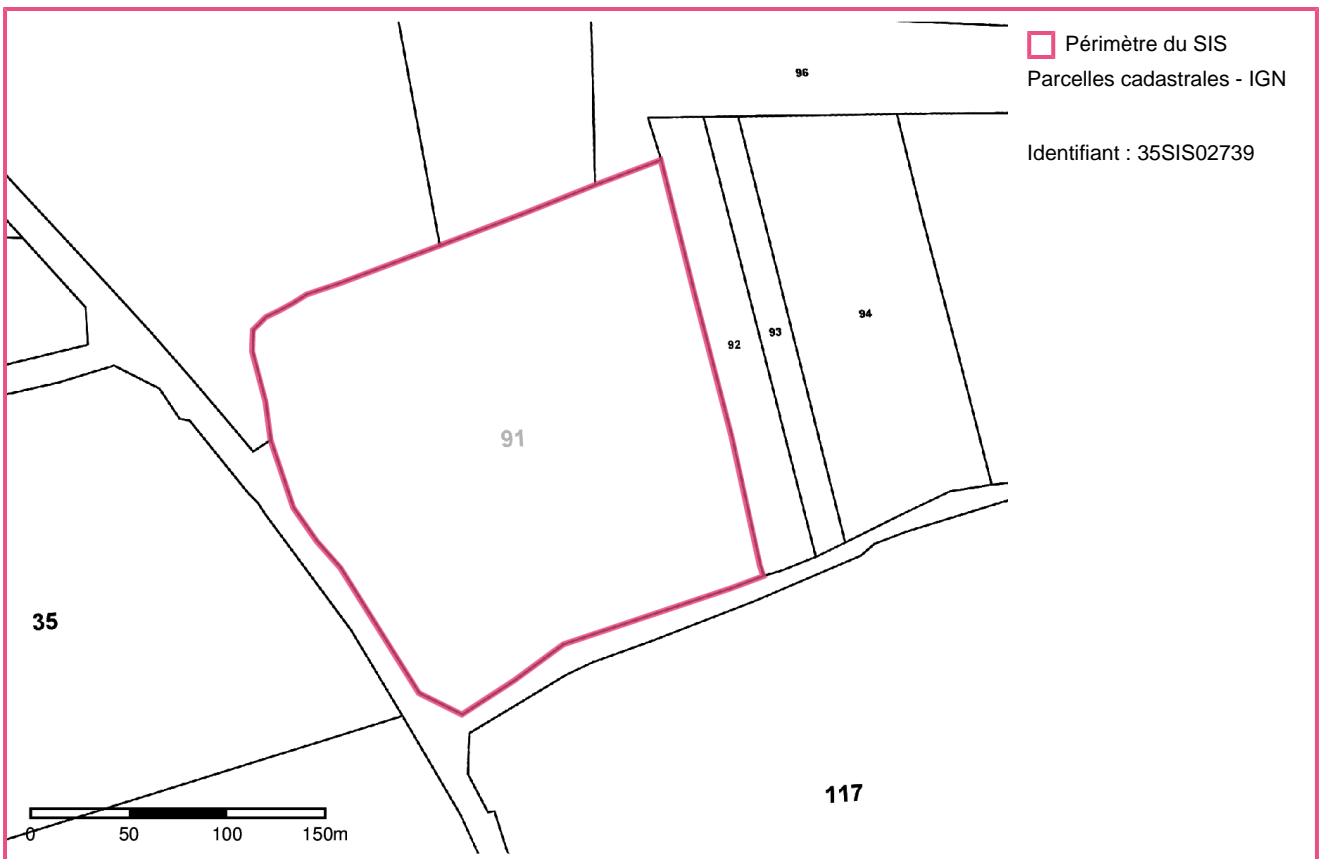 Périmètre du SIS
Parcelles cadastrales - IGN
Identifiant : 35SIS02739
96
94
93
92
91
35
117
0 50 100 150m